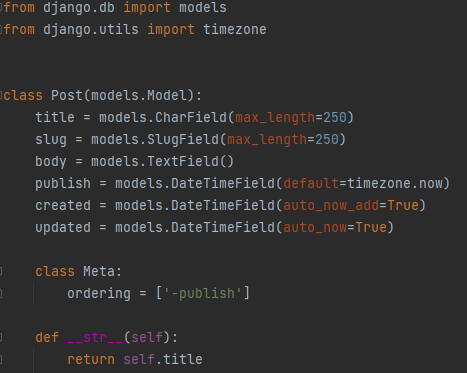 from django.db import models
from django.utils import timezone
class Post(models.Model):
title = models.CharField(max_length=250)
slug = models.SlugField(max_length=250)
body = models.TextField()
publish = models.DateTimeField(default=timezone.now)
created = models.DateTimeField(auto_now_add=True)
updated = models.DateTimeField(auto_now=True)
class Meta:
ordering = ['-publish']
def __str__(self):
return self.title